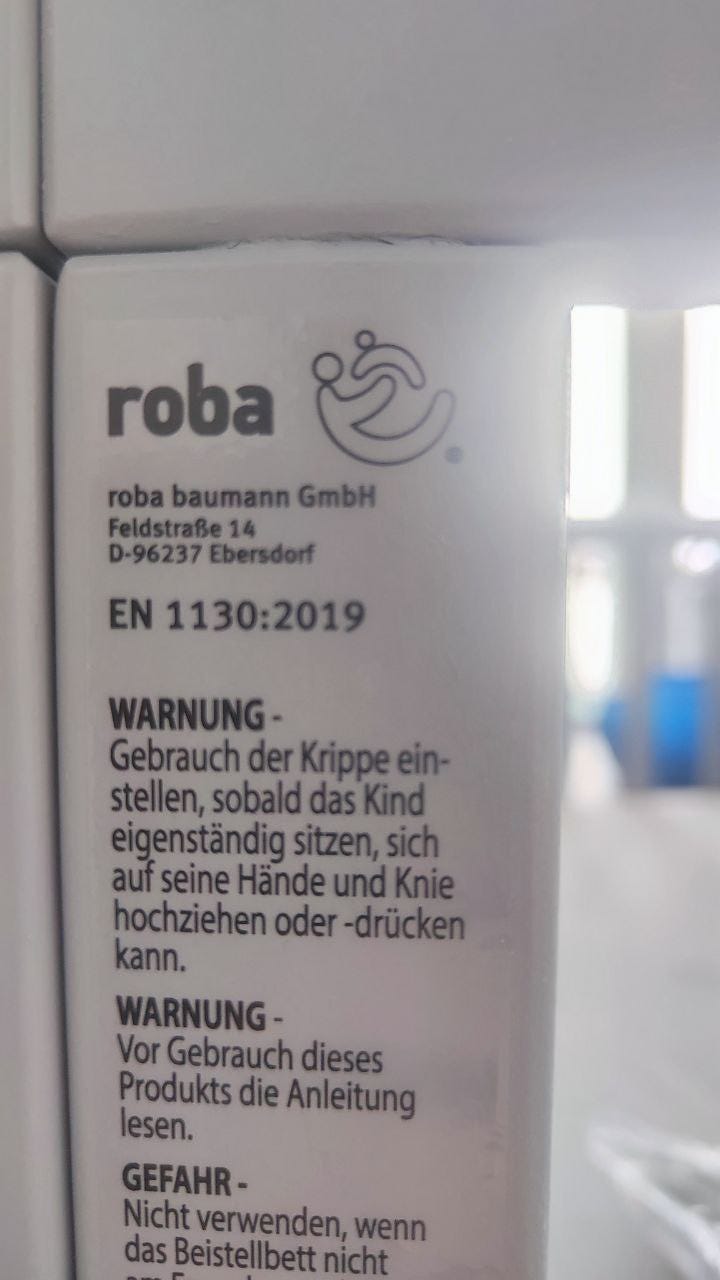 roba
roba baumann GmbH
Feldstraße 14
D-96237 Ebersdorf
EN 1130:2019
WARNUNG -
Gebrauch der Krippe ein-
stellen, sobald das Kind
eigenständig sitzen, sich
auf seine Hände und Knie
hochziehen oder -drücken
kann.
WARNUNG -
Vor Gebrauch dieses
Produkts die Anleitung
lesen.
GEFAHR -
Nicht verwenden, wenn
das Beistellbett nicht